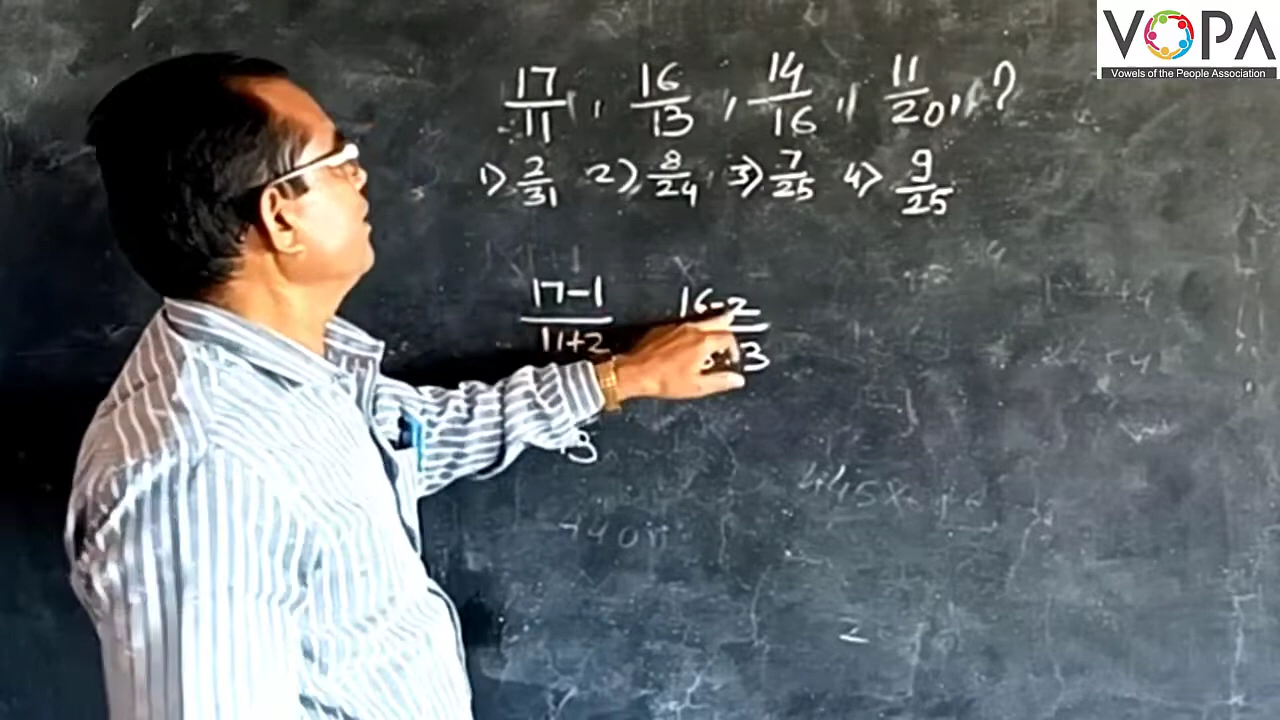 VOPA
Vowels of the People Association
17/11, 16/13, 14/16, 11/20, ?
1) 2/31 2) 8/24 3) 7/25 4) 9/25
17-1 16-2
11+2 3
13